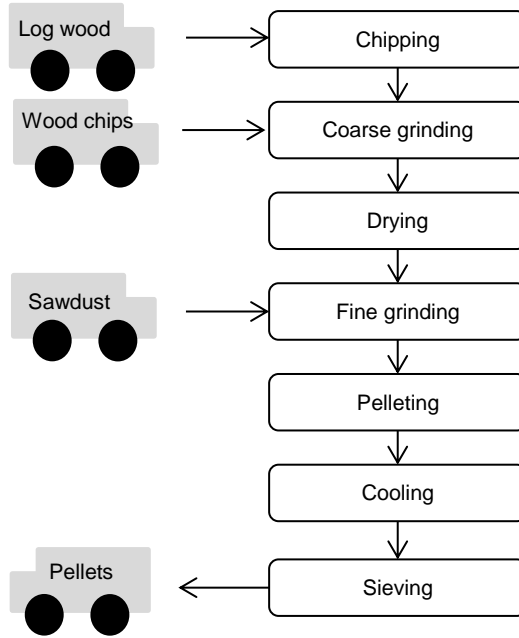 Log wood
Chipping
Wood chips
Coarse grinding
Drying
Sawdust
Fine grinding
Pelleting
Cooling
Pellets
Sieving